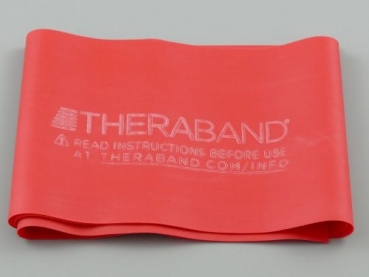 THERABAND®
⚠ READ INSTRUCTIONS BEFORE USE
AT THERABAND.COM/INFO